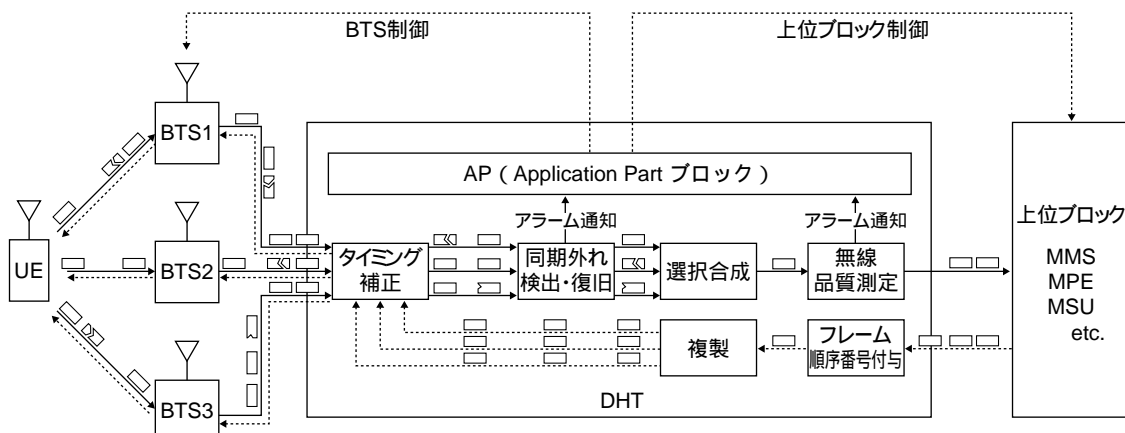 BTS制御
上位ブロック制御
BTS1
AP ( Application Part ブロック )
アラーム通知
アラーム通知
上位ブロック
UE
BTS2
タイミング
補正
同期外れ
検出・復旧
選択合成
無線
品質測定
MMS
MPE
MSU
etc.
複製
フレーム
順序番号付与
BTS3
DHT